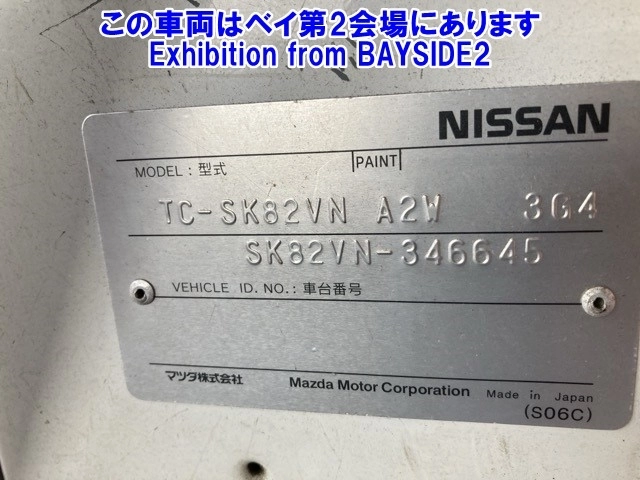 この車両はベイ第2会場にあります
Exhibition from BAYSIDE2
NISSAN
MODEL : 型式 PAINT
TC-SK82VN A2W 3G4
SK82VN-346645
VEHICLE ID. NO. : 車台番号
マツダ株式会社 Mazda Motor Corporation Made in Japan
(S06C)